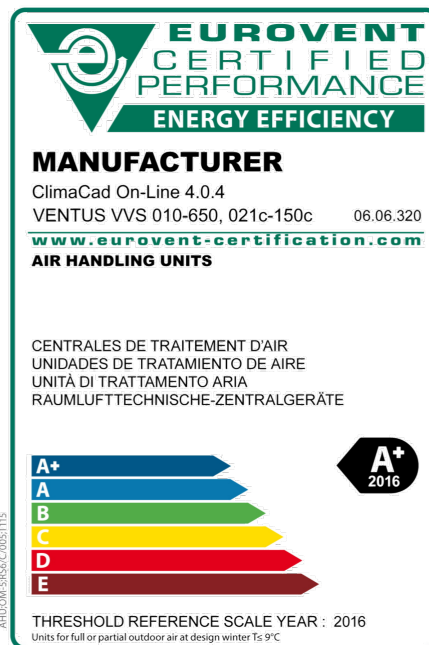 EUROVENT
CERTIFIED
PERFORMANCE
ENERGY EFFICIENCY
MANUFACTURER
ClimaCad On-Line 4.0.4
VENTUS VVS 010-650, 021c-150c 06.06.320
www.eurovent-certification.com
AIR HANDLING UNITS
CENTRALES DE TRAITEMENT D'AIR
UNIDADES DE TRATAMIENTO DE AIRE
UNITÀ DI TRATTAMENTO ARIA
RAUMLUFTTECHNISCHE-ZENTRALGERÄTE
A+
A
B
C
D
E
A+
2016
THRESHOLD REFERENCE SCALE YEAR : 2016
Units for full or partial outdoor air at design winter T≤ 9°C